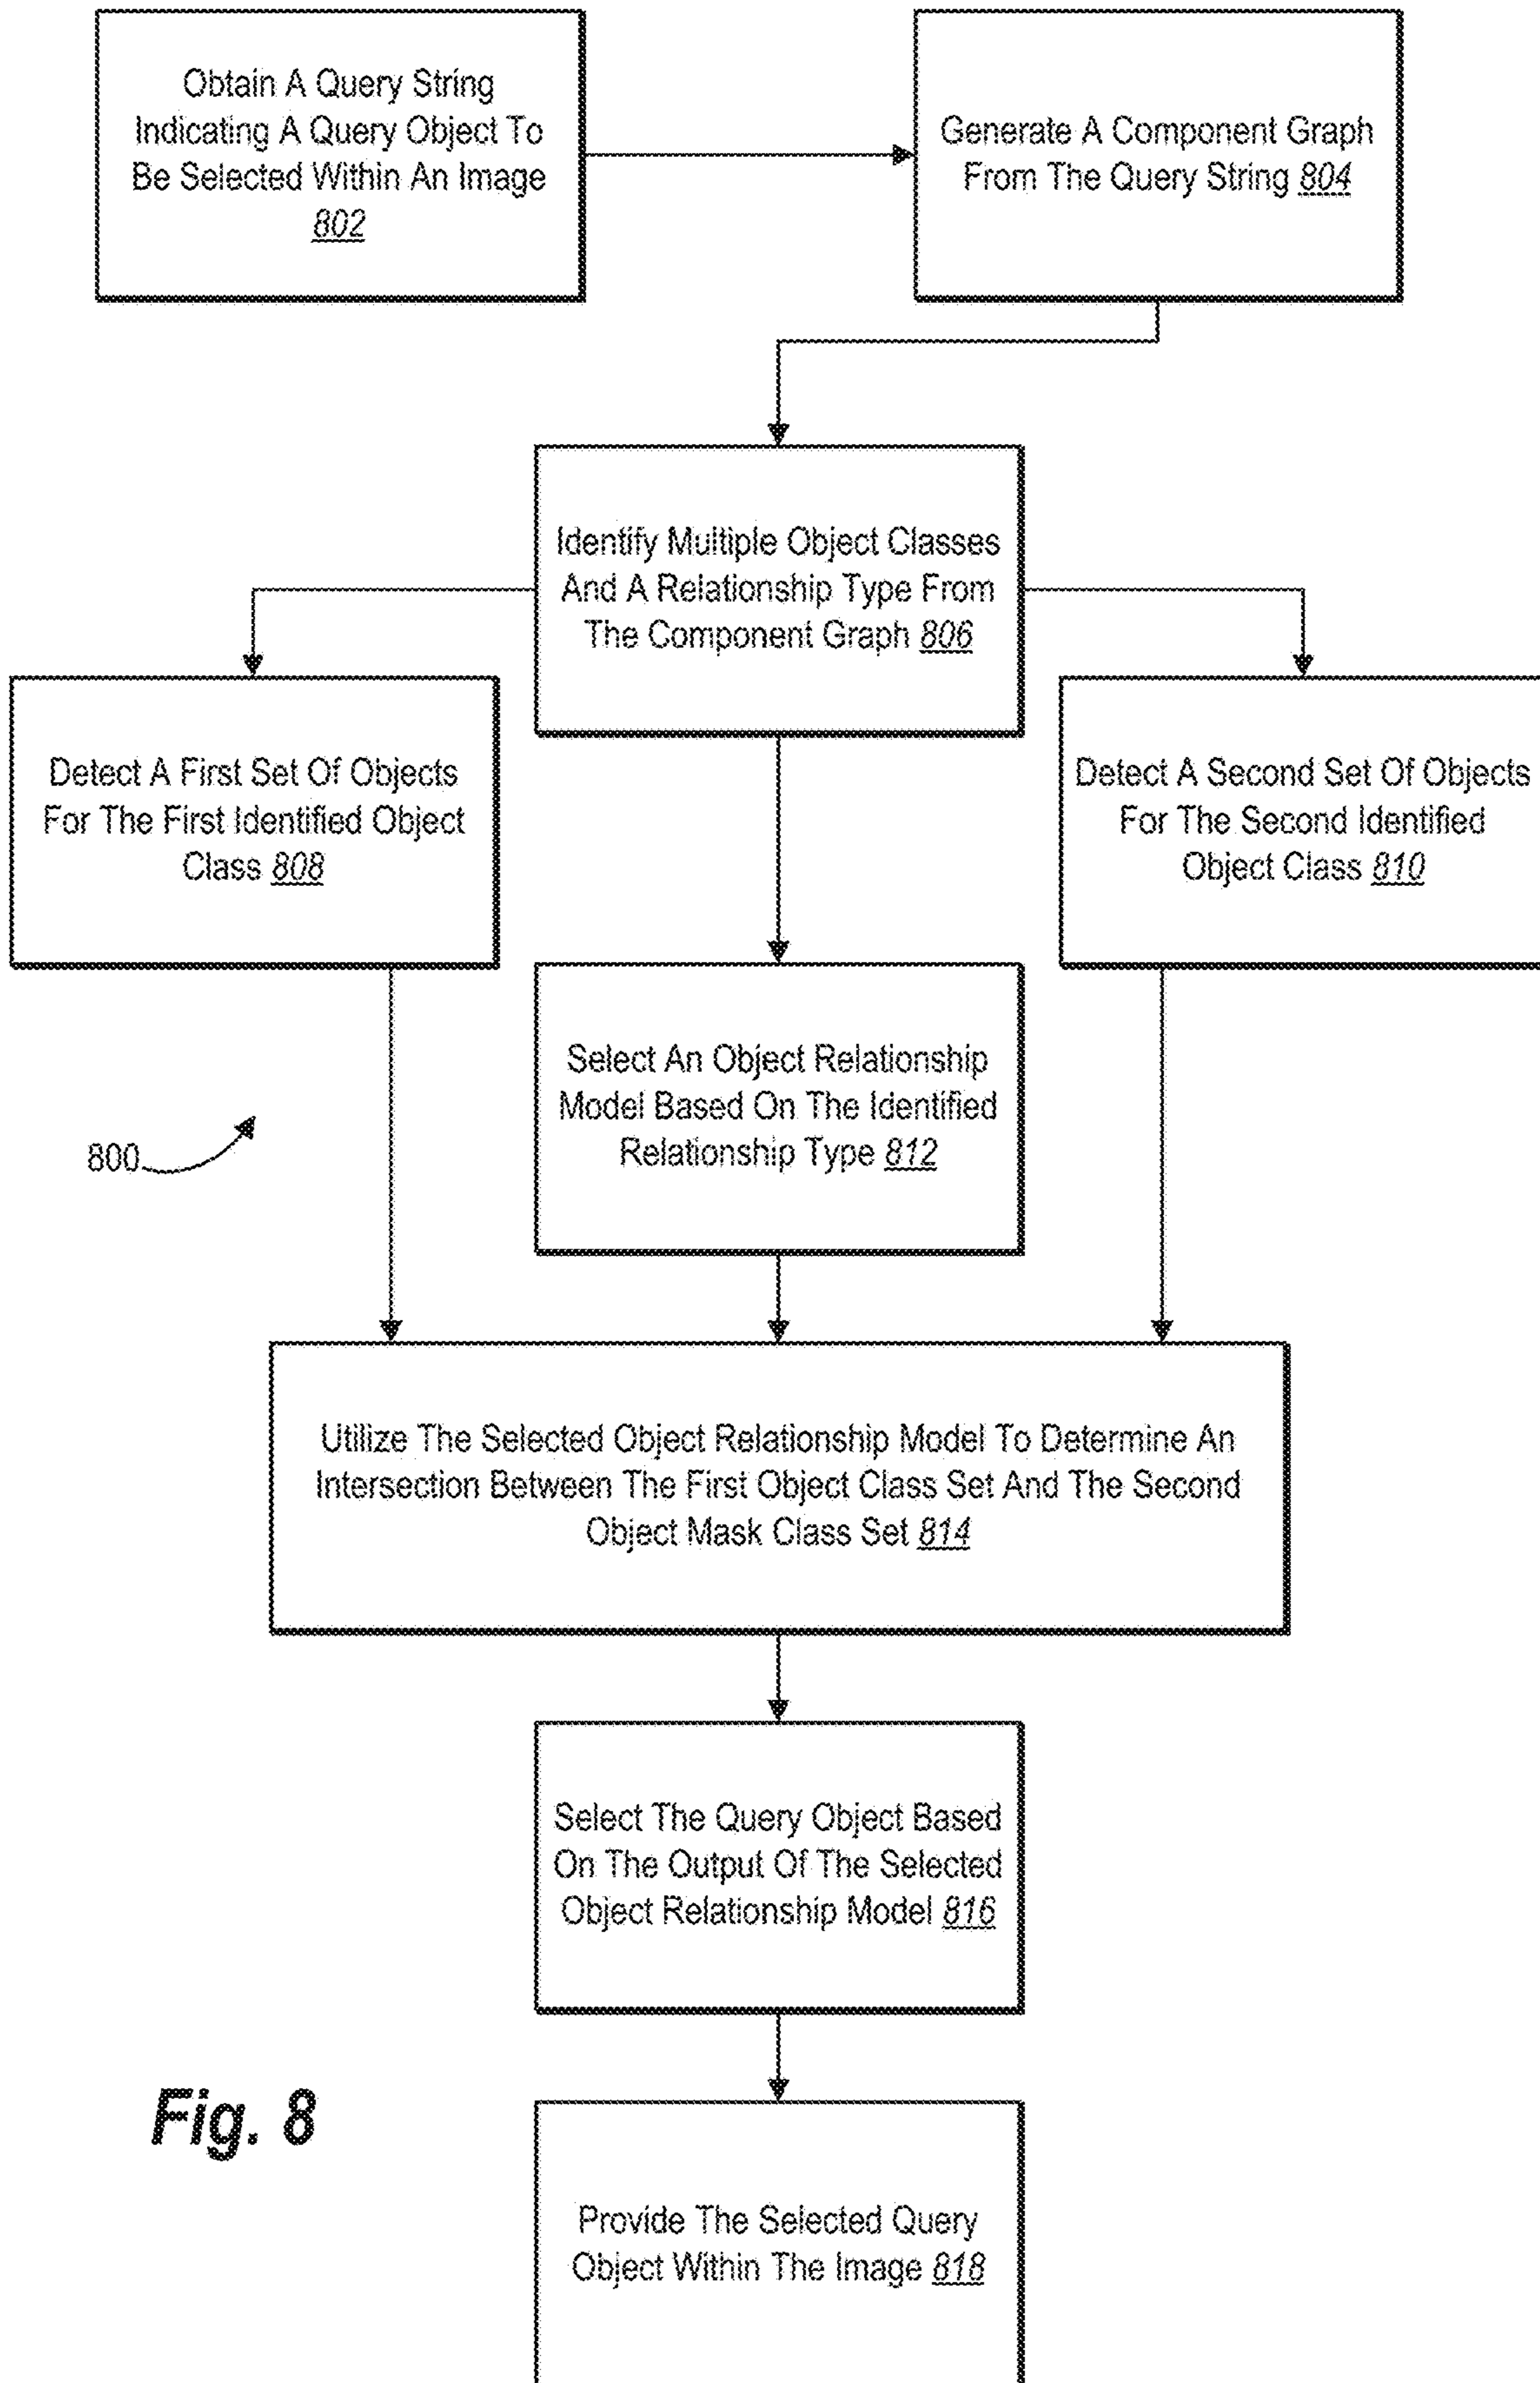 Obtain A Query String
Indicating A Query Object To
Be Selected Within An Image
802
Generate A Component Graph
From The Query String 804
Identify Multiple Object Classes
And A Relationship Type From
The Component Graph 806
Detect A First Set Of Objects
For The First Identified Object
Class 808
Detect A Second Set Of Objects
For The Second Identified
Object Class 810
Select An Object Relationship
Model Based On The Identified
Relationship Type 812
800
Utilize The Selected Object Relationship Model To Determine An
Intersection Between The First Object Class Set And The Second
Object Mask Class Set 814
Select The Query Object Based
On The Output Of The Selected
Object Relationship Model 816
Fig. 8
Provide The Selected Query
Object Within The Image 818